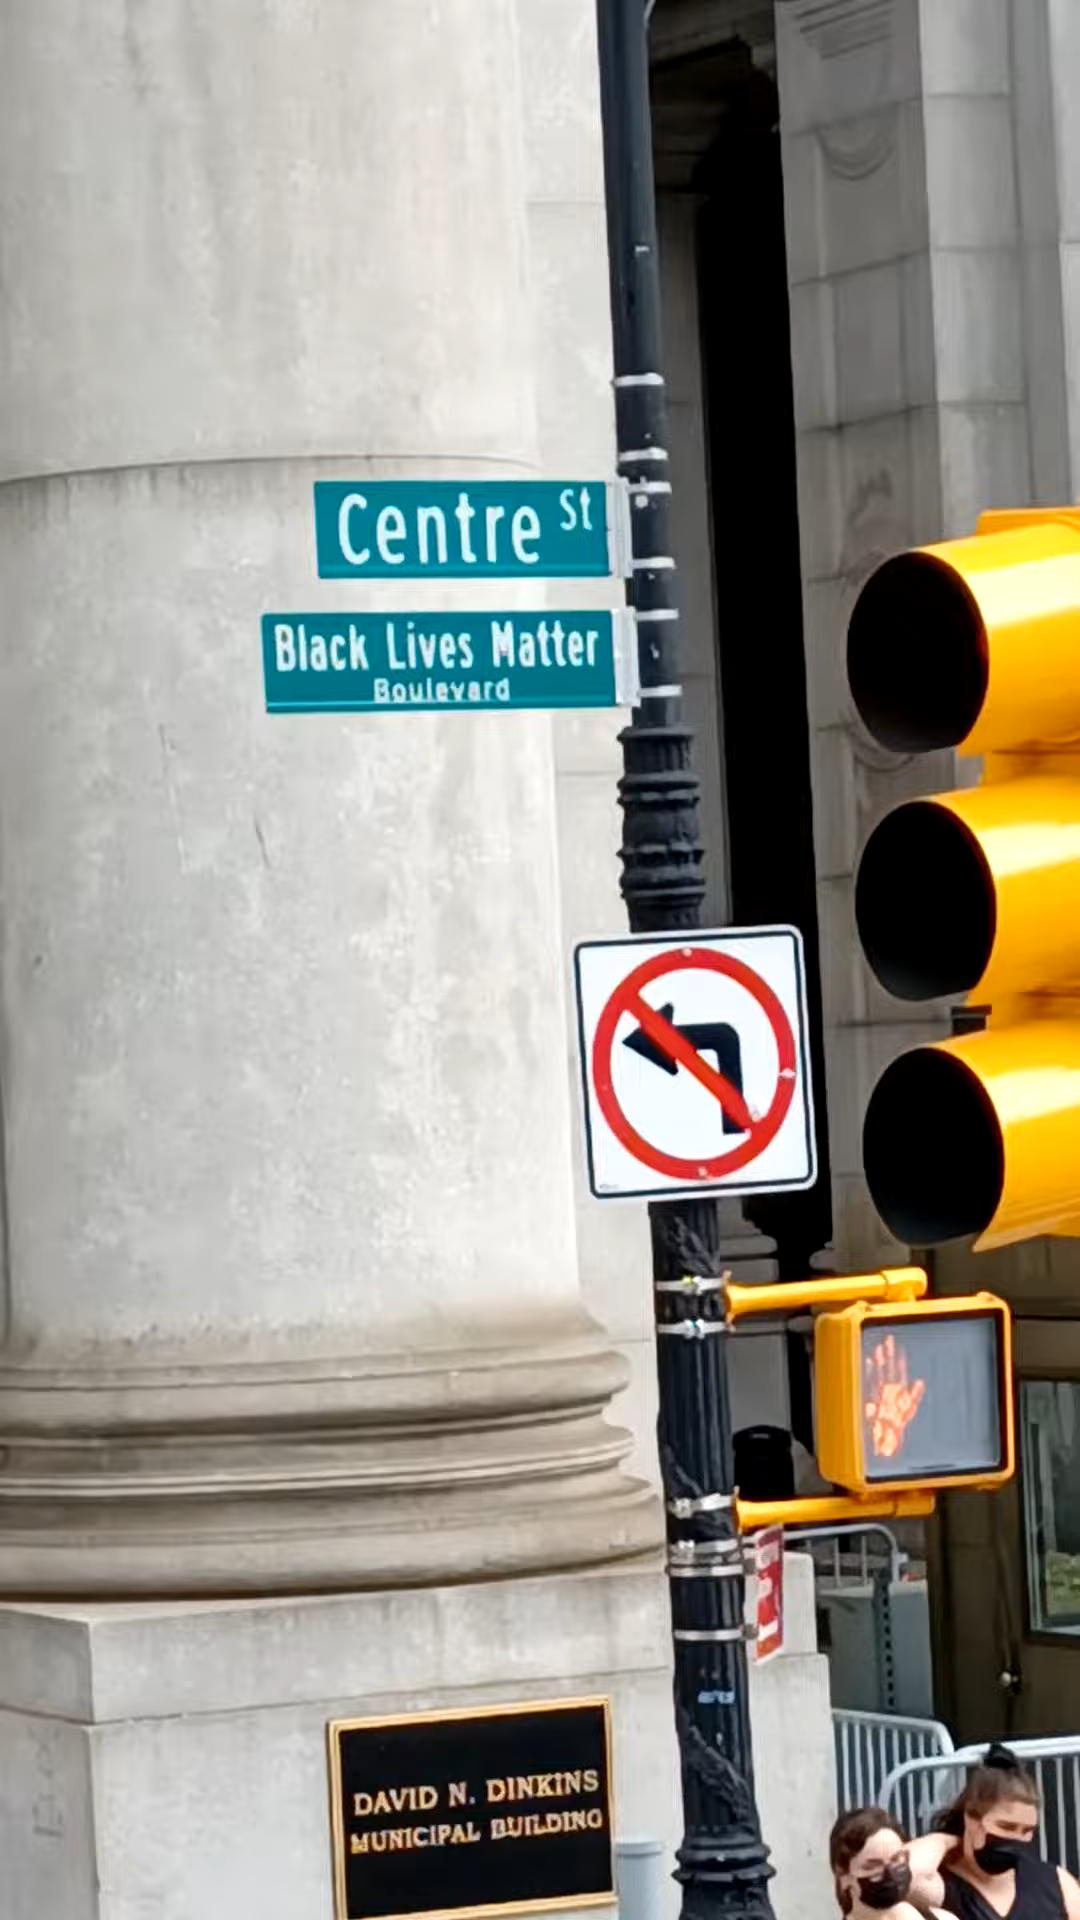 Centre St
Black Lives Matter
Boulevard
DAVID N. DINKINS
MUNICIPAL BUILDING